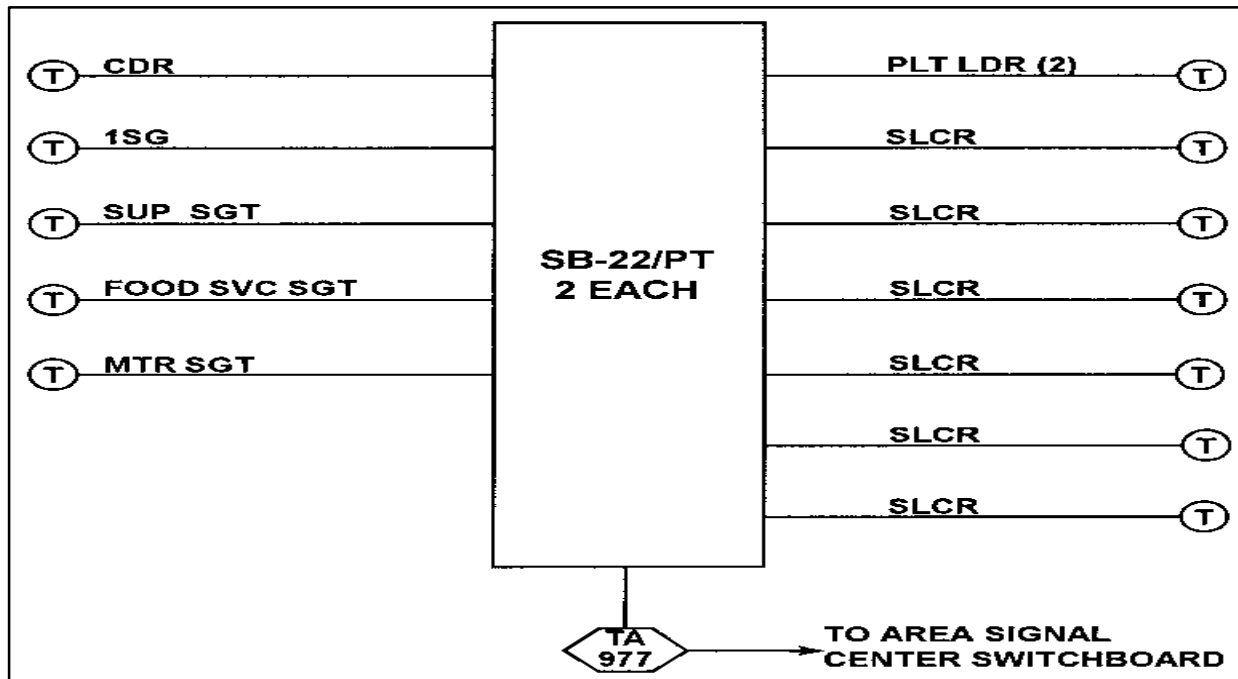 T CDR
T 1SG
T SUP SGT
T FOOD SVC SGT
T MTR SGT
SB-22/PT
2 EACH
PLT LDR (2) T
SLCR T
SLCR T
SLCR T
SLCR T
SLCR T
SLCR T
TA
977
TO AREA SIGNAL
CENTER SWITCHBOARD